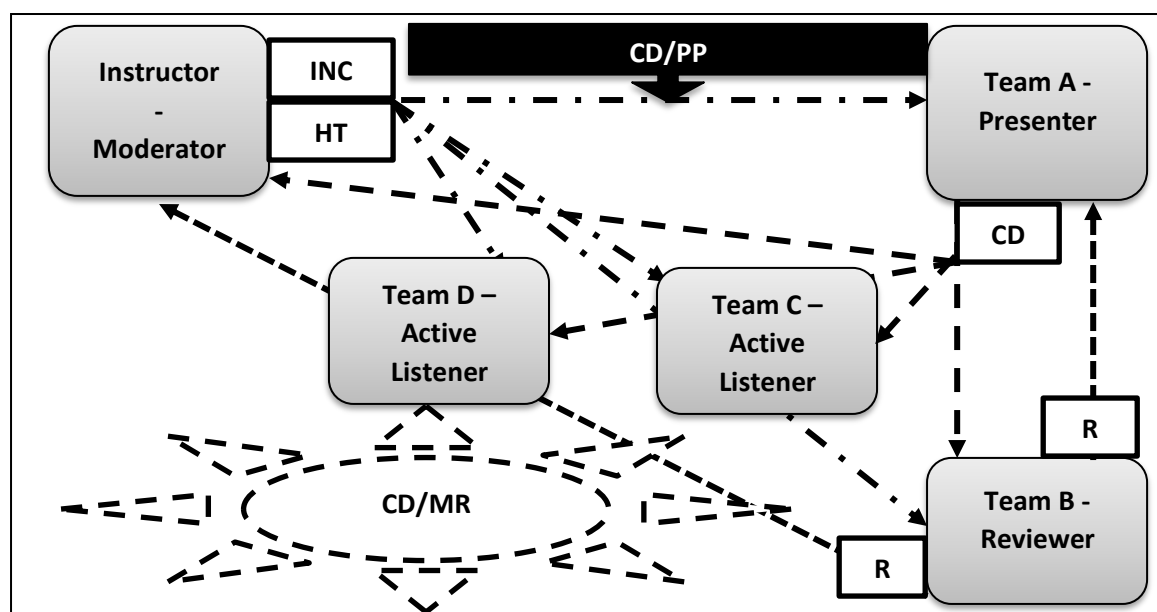 Instructor
-
Moderator
INC
HT
CD/PP
Team A -
Presenter
CD
Team D –
Active
Listener
Team C –
Active
Listener
CD/MR
R
R
Team B -
Reviewer